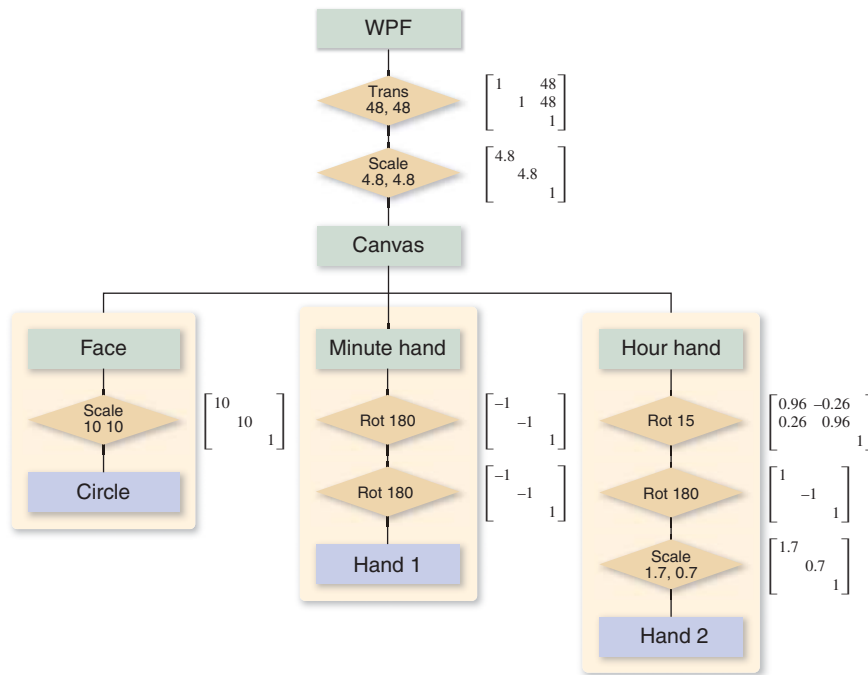 WPF
Trans
48, 48
1 48
1 48
1
Scale
4.8, 4.8
4.8
4.8
1
Canvas
Face
Scale
10 10
10
10
1
Circle
Minute hand
Rot 180
–1
–1
1
Rot 180
–1
–1
1
Hand 1
Hour hand
Rot 15
0.96 –0.26
0.26 0.96
1
Rot 180
1
–1
1
Scale
1.7, 0.7
1.7
0.7
1
Hand 2